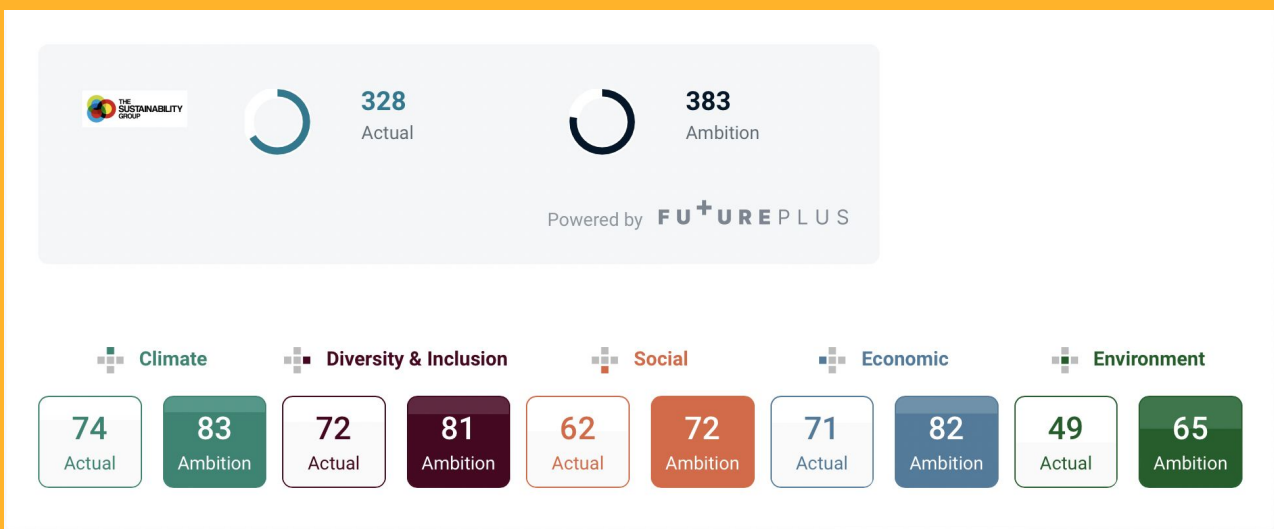 THE
SUSTAINABILITY
GROUP
328
Actual
383
Ambition
Powered by FUTUREPLUS
Climate
Diversity & Inclusion
Social
Economic
Environment
74 83 72 81 62 72 71 82 49 65
Actual Ambition Actual Ambition Actual Ambition Actual Ambition Actual Ambition